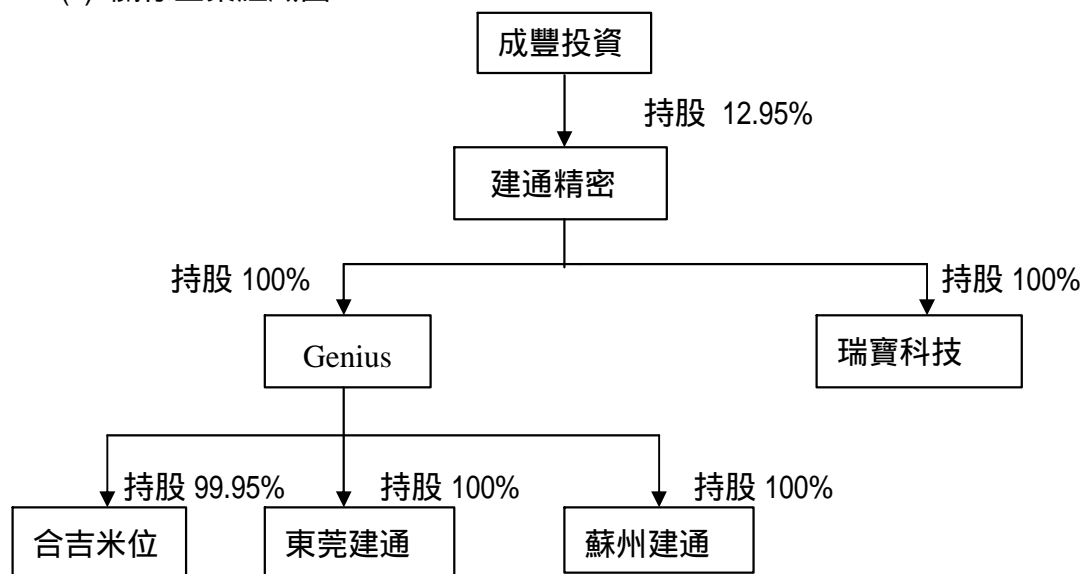 成豐投資
持股 12.95%
建通精密
持股 100%
持股 100%
Genius
瑞寶科技
持股 99.95%
持股 100%
持股 100%
合吉米位
東莞建通
蘇州建通